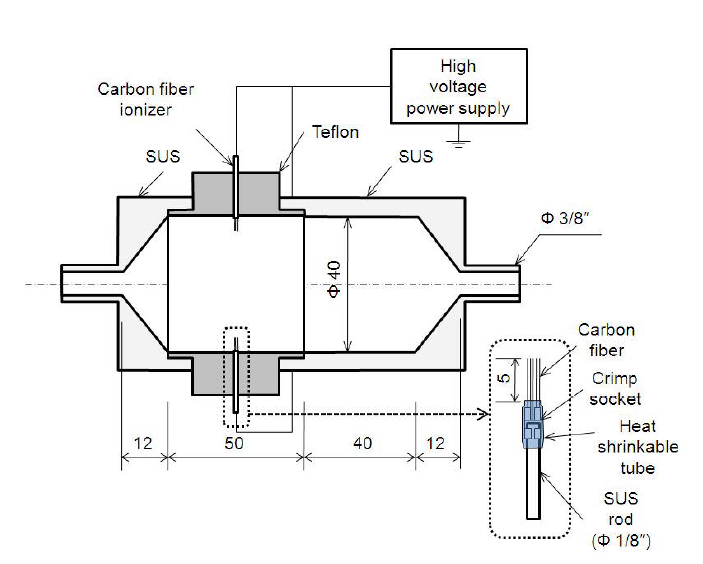 High
voltage
power supply
Carbon fiber
ionizer
Teflon
SUS
SUS
Φ 3/8″
Φ 40
Carbon
fiber
5
Crimp
socket
Heat
shrinkable
tube
12
50
40
12
SUS
rod
(Φ 1/8″)